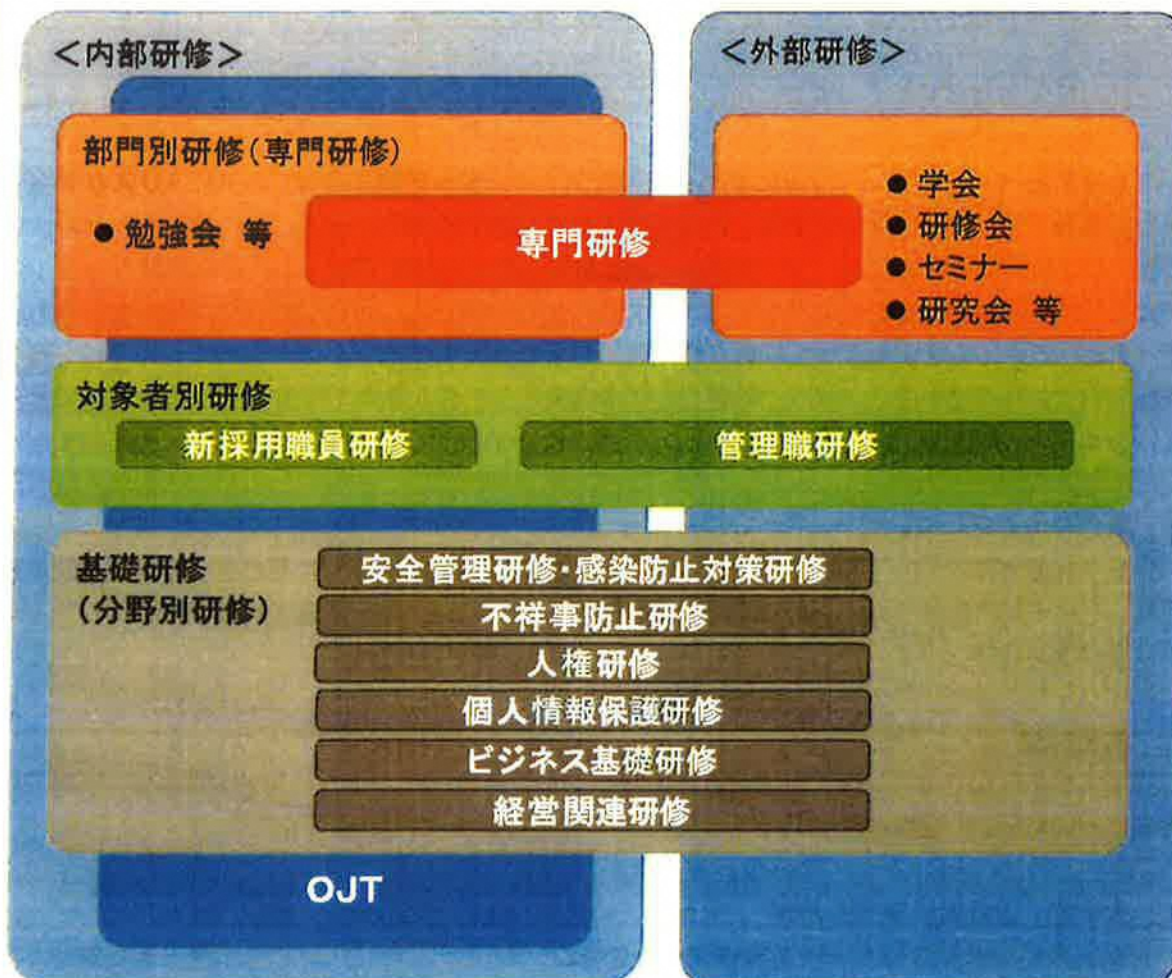 ＜内部研修＞
部門別研修（専門研修）
● 勉強会 等
専門研修
＜外部研修＞
● 学会
● 研修会
● セミナー
● 研究会 等
対象者別研修
新採用職員研修
管理職研修
基礎研修
（分野別研修）
安全管理研修・感染防止対策研修
不祥事防止研修
人権研修
個人情報保護研修
ビジネス基礎研修
経営関連研修
OJT